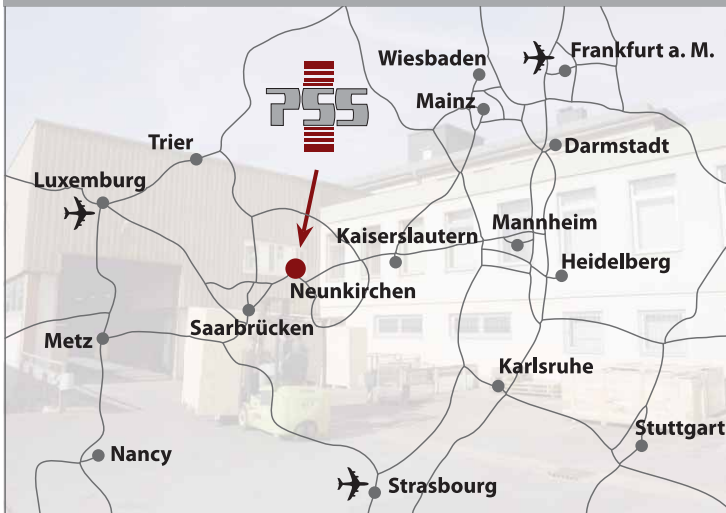 Wiesbaden
Frankfurt a. M.
Mainz
PSS
Trier
Darmstadt
Luxemburg
Mannheim
Kaiserslautern
Heidelberg
Neunkirchen
Saarbrücken
Metz
Karlsruhe
Stuttgart
Nancy
Strasbourg